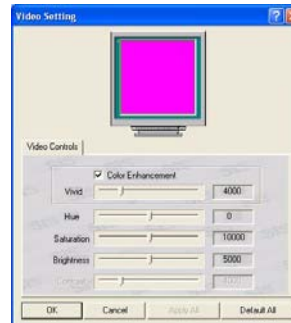 Video Setting
Video Controls
Color Enhancement
Vivid 4000
Hue 0
Saturation 10000
Brightness 5000
Contrast
OK Cancel Apply All Default All